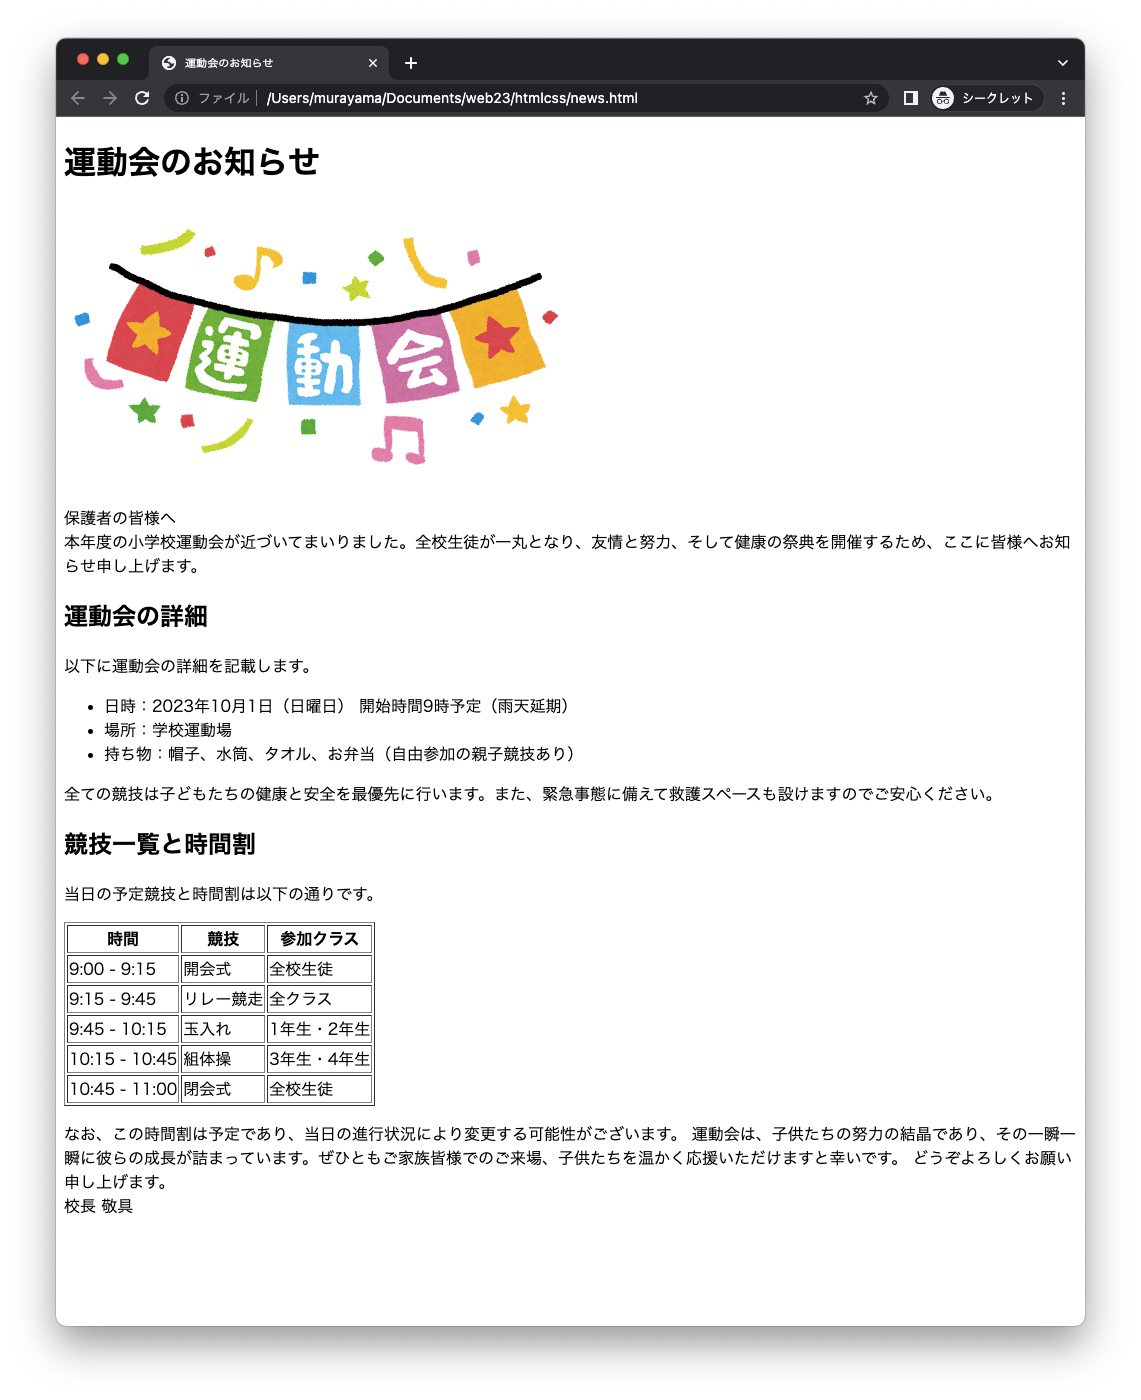 運動会のお知らせ
ファイル /Users/murayama/Documents/web23/htmlcss/news.html シークレット
運動会のお知らせ
運動会
保護者の皆様へ
本年度の小学校運動会が近づいてまいりました。全校生徒が一丸となり、友情と努力、そして健康の祭典を開催するため、ここに皆様へお知
らせ申し上げます。
運動会の詳細
以下に運動会の詳細を記載します。
• 日時：2023年10月1日（日曜日） 開始時間9時予定（雨天延期）
• 場所：学校運動場
• 持ち物：帽子、水筒、タオル、お弁当（自由参加の親子競技あり）
全ての競技は子どもたちの健康と安全を最優先に行います。また、緊急事態に備えて救護スペースも設けますのでご安心ください。
競技一覧と時間割
当日の予定競技と時間割は以下の通りです。
時間 競技 参加クラス
9:00 - 9:15 開会式 全校生徒
9:15 - 9:45 リレー競走 全クラス
9:45 - 10:15 玉入れ 1年生・2年生
10:15 - 10:45 組体操 3年生・4年生
10:45 - 11:00 閉会式 全校生徒
なお、この時間割は予定であり、当日の進行状況により変更する可能性がございます。 運動会は、子供たちの努力の結晶であり、その一瞬一
瞬に彼らの成長が詰まっています。ぜひともご家族皆様でのご来場、子供たちを温かく応援いただけますと幸いです。 どうぞよろしくお願い
申し上げます。
校長 敬具